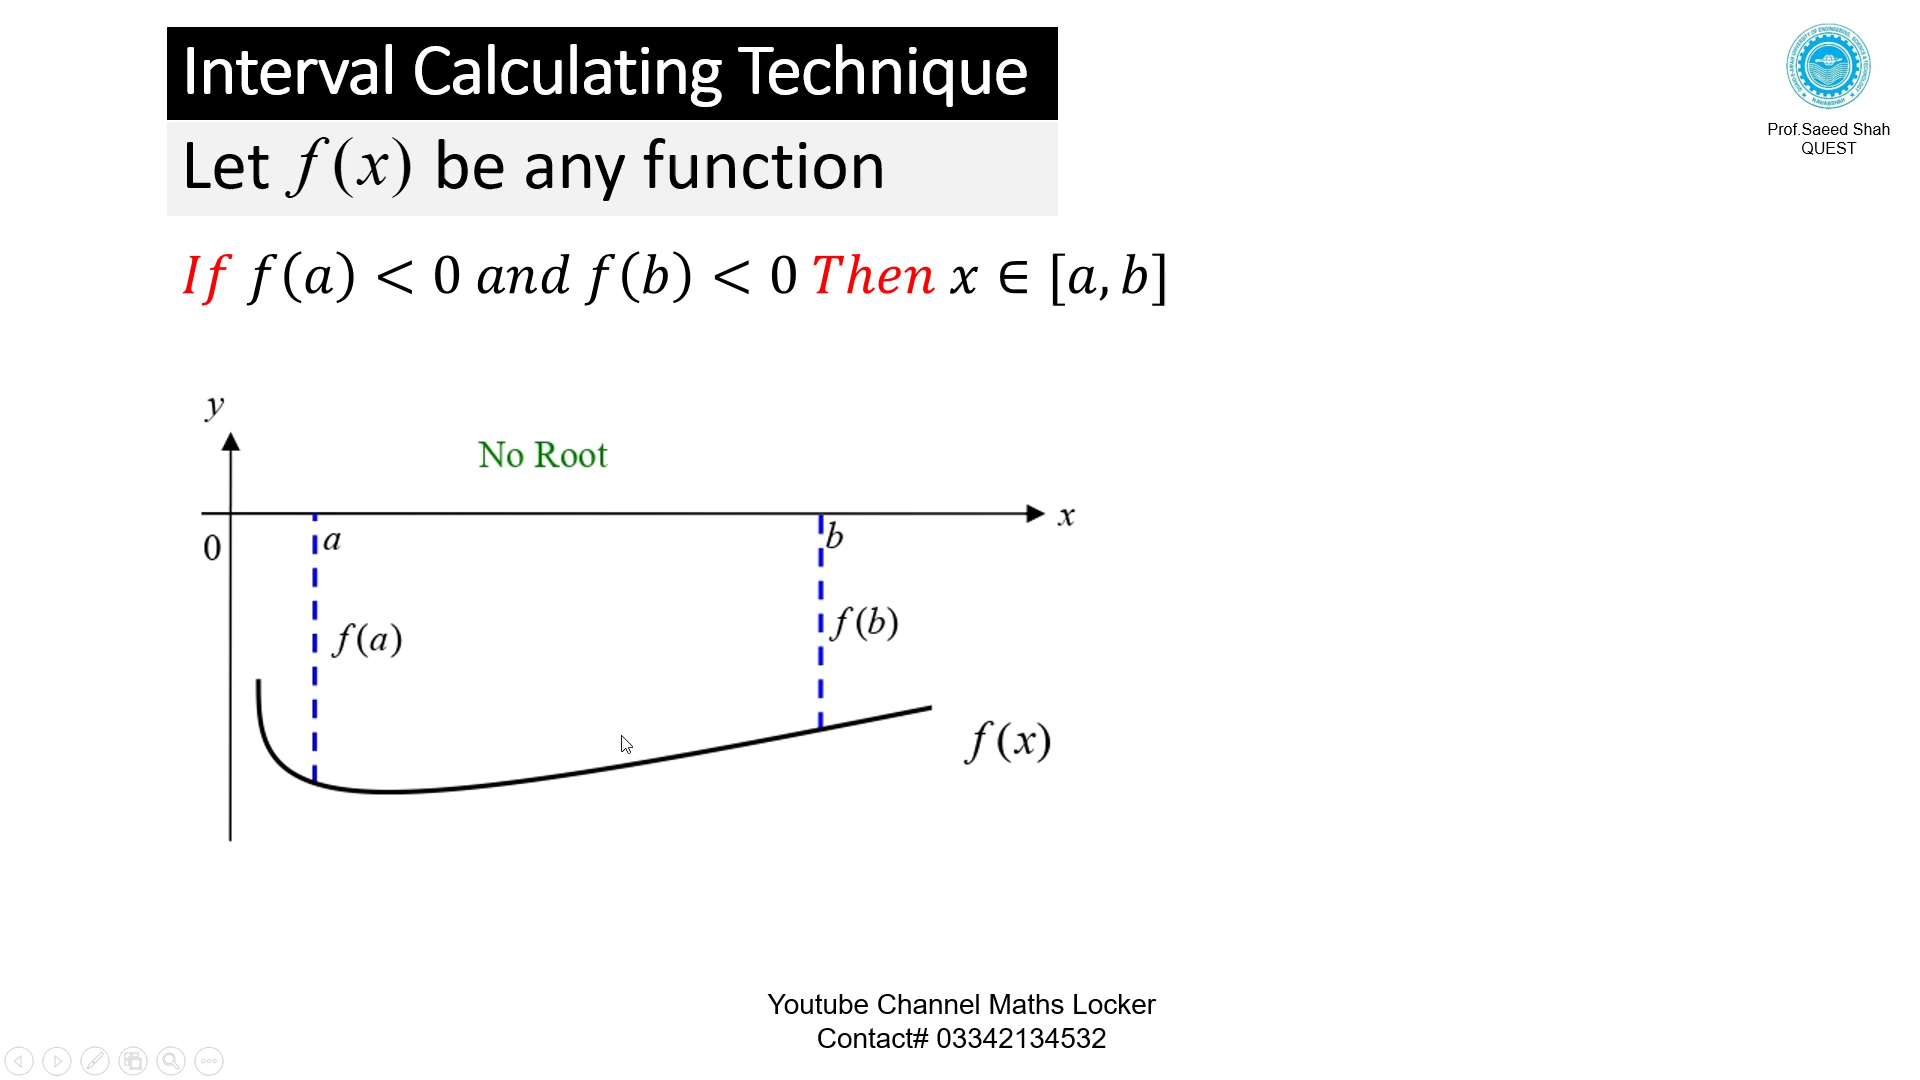 Interval Calculating Technique
Let f(x) be any function
Prof.Saeed Shah
QUEST
If f(a) < 0 and f(b) < 0 Then x ∈ [a, b]
y
No Root
x
0
a
b
f(a)
f(b)
f(x)
Youtube Channel Maths Locker
Contact# 03342134532